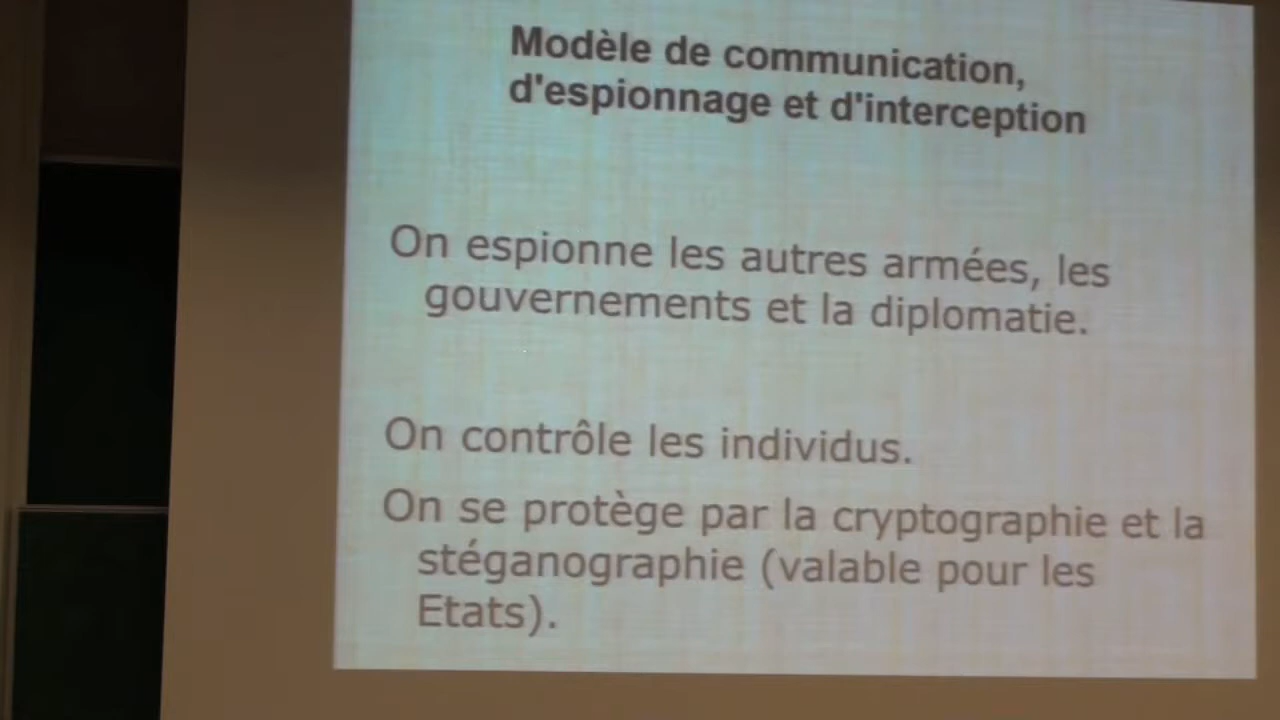 Modèle de communication,
d'espionnage et d'interception
On espionne les autres armées, les
gouvernements et la diplomatie.
On contrôle les individus.
On se protège par la cryptographie et la
stéganographie (valable pour les
Etats).